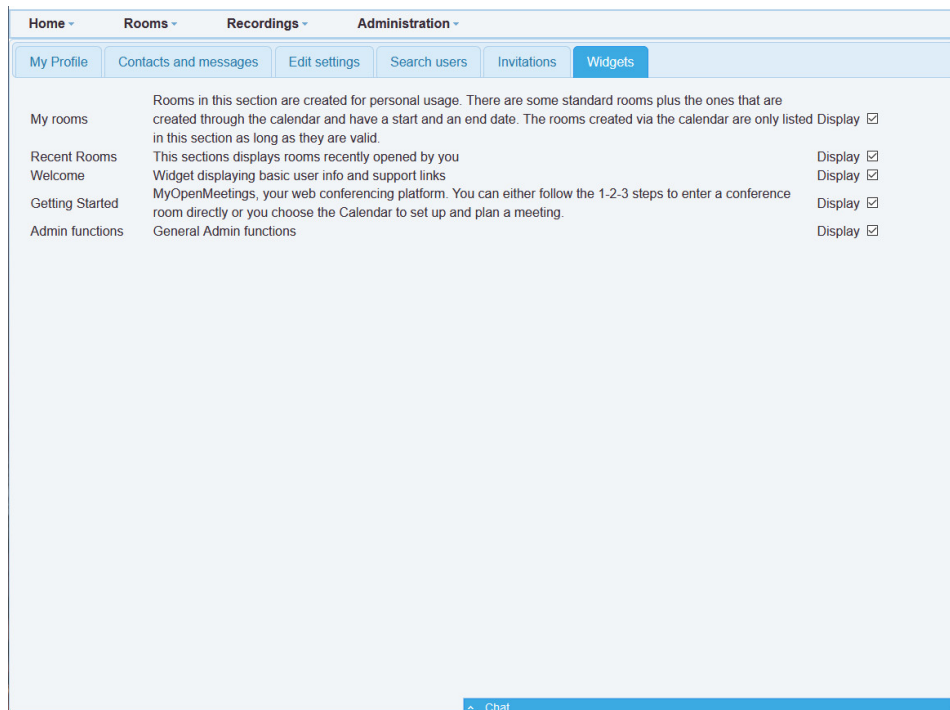 Home Rooms Recordings Administration
My Profile Contacts and messages Edit settings Search users Invitations Widgets
Rooms in this section are created for personal usage. There are some standard rooms plus the ones that are
My rooms created through the calendar and have a start and an end date. The rooms created via the calendar are only listed Display
in this section as long as they are valid.
Recent Rooms This sections displays rooms recently opened by you Display
Welcome Widget displaying basic user info and support links Display
MyOpenMeetings, your web conferencing platform. You can either follow the 1-2-3 steps to enter a conference
Getting Started room directly or you choose the Calendar to set up and plan a meeting. Display
Admin functions General Admin functions Display
Chat